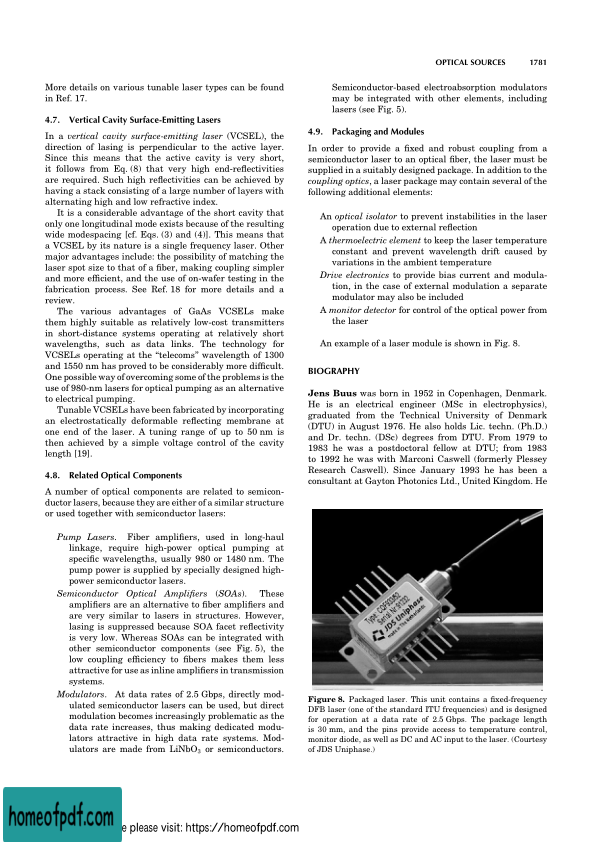 OPTICAL SOURCES 1781
More details on various tunable laser types can be found
in Ref. 17.
4.7. Vertical Cavity Surface-Emitting Lasers
In a vertical cavity surface-emitting laser (VCSEL), the
direction of lasing is perpendicular to the active layer.
Since this means that the active cavity is very short,
it follows from Eq. (8) that very high end-reflectivities
are required. Such high reflectivities can be achieved by
having a stack consisting of a large number of layers with
alternating high and low refractive index.
It is a considerable advantage of the short cavity that
only one longitudinal mode exists because of the resulting
wide modespacing [cf. Eqs. (3) and (4)]. This means that
a VCSEL by its nature is a single frequency laser. Other
major advantages include: the possibility of matching the
laser spot size to that of a fiber, making coupling simpler
and more efficient, and the use of on-wafer testing in the
fabrication process. See Ref. 18 for more details and a
review.
The various advantages of GaAs VCSELs make
them highly suitable as relatively low-cost transmitters
in short-distance systems operating at relatively short
wavelengths, such as data links. The technology for
VCSELs operating at the “telecoms” wavelength of 1300
and 1550 nm has proved to be considerably more difficult.
One possible way of overcoming some of the problems is the
use of 980-nm lasers for optical pumping as an alternative
to electrical pumping.
Tunable VCSELs have been fabricated by incorporating
an electrostatically deformable reflecting membrane at
one end of the laser. A tuning range of up to 50 nm is
then achieved by a simple voltage control of the cavity
length [19].
4.8. Related Optical Components
A number of optical components are related to semicon-
ductor lasers, because they are either of a similar structure
or used together with semiconductor lasers:
Pump Lasers. Fiber amplifiers, used in long-haul
linkage, require high-power optical pumping at
specific wavelengths, usually 980 or 1480 nm. The
pump power is supplied by specially designed high-
power semiconductor lasers.
Semiconductor Optical Amplifiers (SOAs). These
amplifiers are an alternative to fiber amplifiers and
are very similar to lasers in structures. However,
lasing is suppressed because SOA facet reflectivity
is very low. Whereas SOAs can be integrated with
other semiconductor components (see Fig. 5), the
low coupling efficiency to fibers makes them less
attractive for use as inline amplifiers in transmission
systems.
Modulators. At data rates of 2.5 Gbps, directly mod-
ulated semiconductor lasers can be used, but direct
modulation becomes increasingly problematic as the
data rate increases, thus making dedicated modu-
lators attractive in high data rate systems. Mod-
ulators are made from LiNbO3 or semiconductors.
Semiconductor-based electroabsorption modulators
may be integrated with other elements, including
lasers (see Fig. 5).
4.9. Packaging and Modules
In order to provide a fixed and robust coupling from a
semiconductor laser to an optical fiber, the laser must be
supplied in a suitably designed package. In addition to the
coupling optics, a laser package may contain several of the
following additional elements:
An optical isolator to prevent instabilities in the laser
operation due to external reflection
A thermoelectric element to keep the laser temperature
constant and prevent wavelength drift caused by
variations in the ambient temperature
Drive electronics to provide bias current and modula-
tion, in the case of external modulation a separate
modulator may also be included
A monitor detector for control of the optical power from
the laser
An example of a laser module is shown in Fig. 8.
BIOGRAPHY
Jens Buus was born in 1952 in Copenhagen, Denmark.
He is an electrical engineer (MSc in electrophysics),
graduated from the Technical University of Denmark
(DTU) in August 1976. He also holds Lic. techn. (Ph.D.)
and Dr. techn. (DSc) degrees from DTU. From 1979 to
1983 he was a postdoctoral fellow at DTU; from 1983
to 1992 he was with Marconi Caswell (formerly Plessey
Research Caswell). Since January 1993 he has been a
consultant at Gayton Photonics Ltd., United Kingdom. He
JDS Uniphase
Figure 8. Packaged laser. This unit contains a fixed-frequency
DFB laser (one of the standard ITU frequencies) and is designed
for operation at a data rate of 2.5 Gbps. The package length
is 30 mm, and the pins provide access to temperature control,
monitor diode, as well as DC and AC input to the laser. (Courtesy
of JDS Uniphase.)
homeofpdf.com
e please visit: https://homeofpdf.com